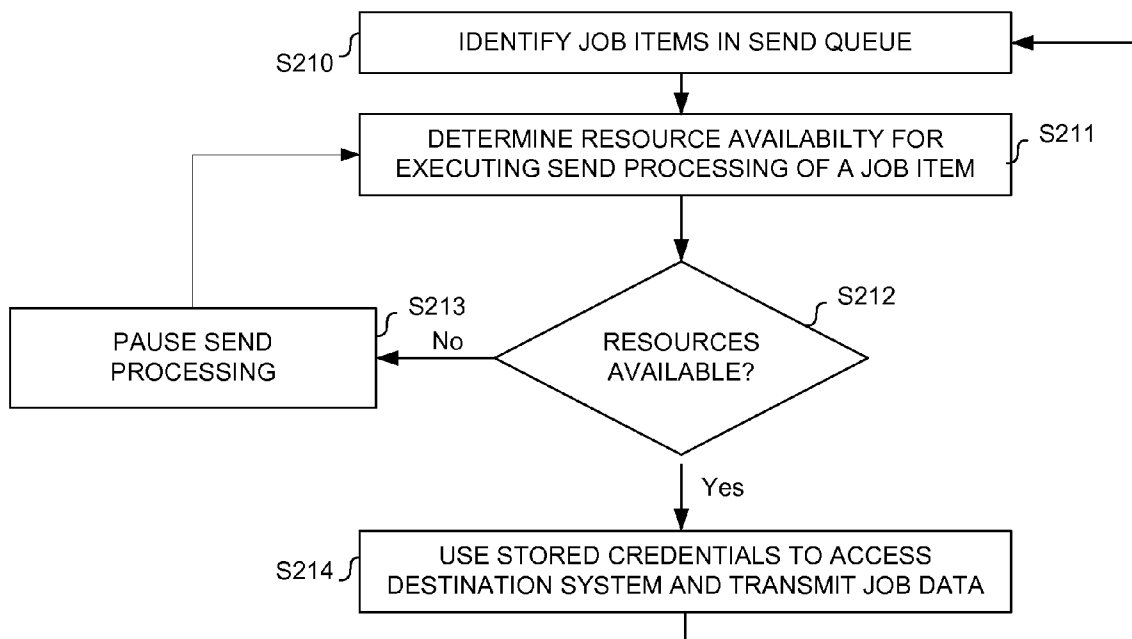 IDENTIFY JOB ITEMS IN SEND QUEUE
S210
DETERMINE RESOURCE AVAILABILTY FOR
EXECUTING SEND PROCESSING OF A JOB ITEM
S211
S213
PAUSE SEND
PROCESSING
No
S212
RESOURCES
AVAILABLE?
Yes
USE STORED CREDENTIALS TO ACCESS
DESTINATION SYSTEM AND TRANSMIT JOB DATA
S214